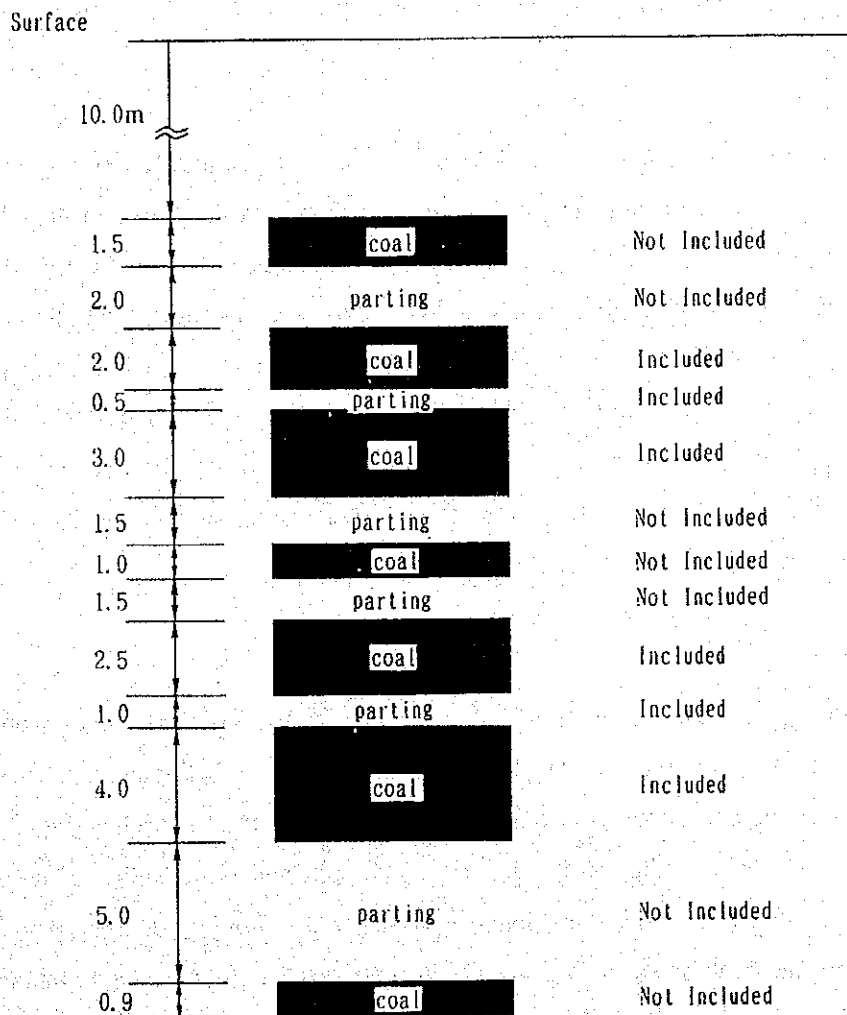 Surface
10.0m
1.5 coal Not Included
2.0 parting Not Included
2.0 coal Included
0.5 parting Included
3.0 coal Included
1.5 parting Not Included
1.0 coal Not Included
1.5 parting Not Included
2.5 coal Included
1.0 parting Included
4.0 coal Included
5.0 parting Not Included
0.9 coal Not Included